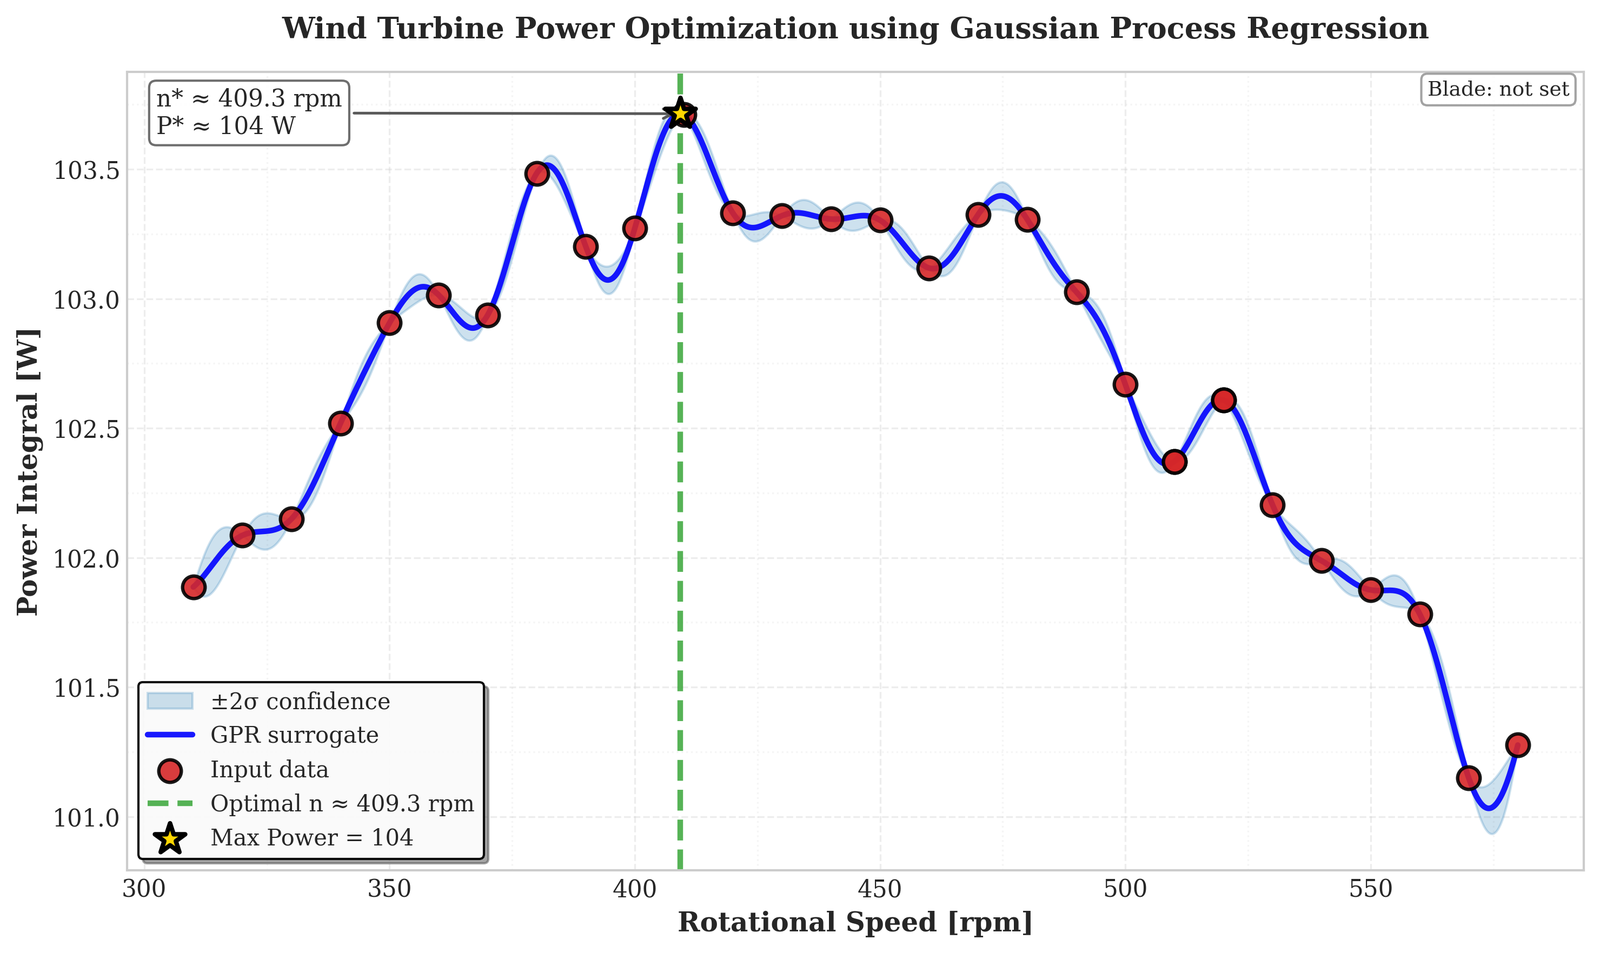 Wind Turbine Power Optimization using Gaussian Process Regression
n* ≈ 409.3 rpm
P* ≈ 104 W
Blade: not set
Power Integral [W]
103.5
103.0
102.5
102.0
101.5
101.0
±2σ confidence
GPR surrogate
Input data
Optimal n ≈ 409.3 rpm
Max Power = 104
300 350 400 450 500 550
Rotational Speed [rpm]